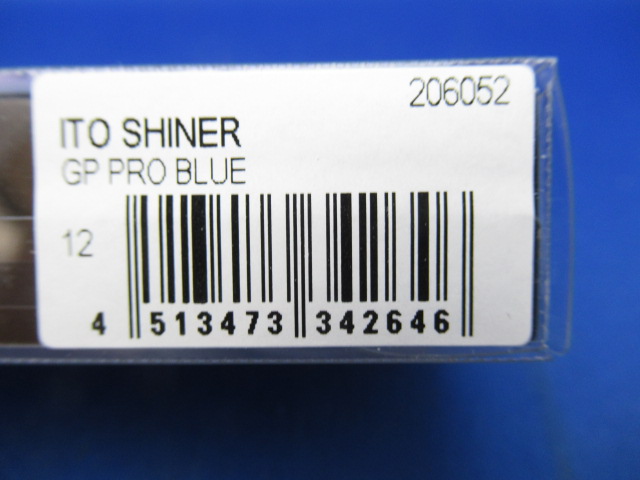 206052
ITO SHINER
GP PRO BLUE
12
4 513473 342646